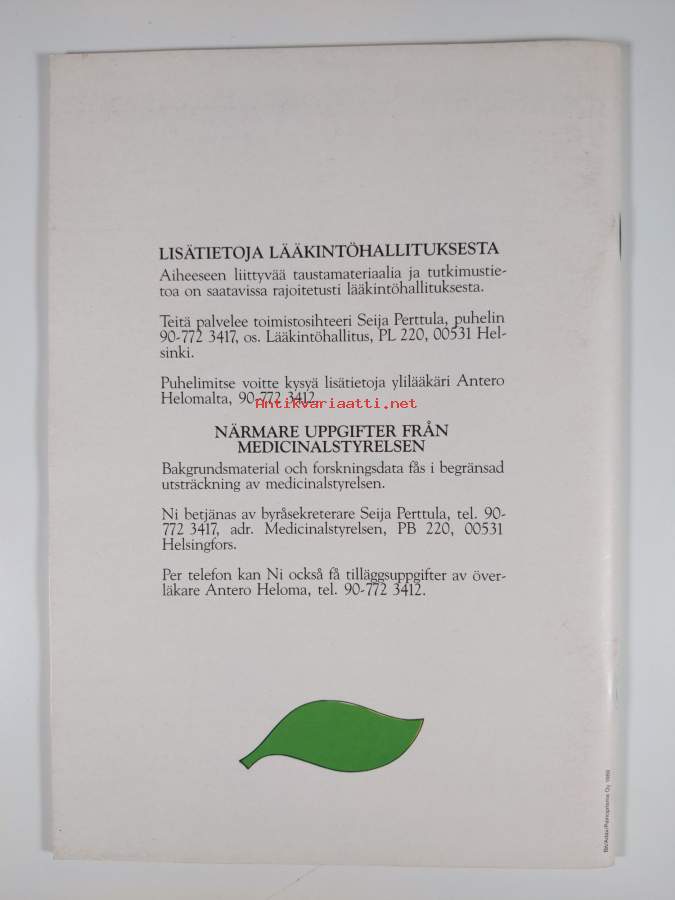 LISÄTIETOJA LÄÄKINTÖHALLITUKSESTA
Aiheeseen liittyvää taustamateriaalia ja tutkimustie-
toa on saatavissa rajoitetusti lääkintöhallituksesta.
Teitä palvelee toimistosihteeri Seija Perttula, puhelin
90-772 3417, os. Lääkintöhallitus, PL 220, 00531 Hel-
sinki.
Puhelimitse voitte kysyä lisätietoja ylilääkäri Antero
Helomalta, 90-772 3412.
Antikvariaatti.net
NÄRMARE UPPGIFTER FRÅN
MEDICINALSTYRELSEN
Bakgrundsmaterial och forskningsdata fås i begränsad
utsträckning av medicinalstyrelsen.
Ni betjänas av byråsekreterare Seija Perttula, tel. 90-
772 3417, adr. Medicinalstyrelsen, PB 220, 00531
Helsingfors.
Per telefon kan Ni också få tilläggsuppgifter av över-
läkare Antero Heloma, tel. 90-772 3412.
Oy 1989